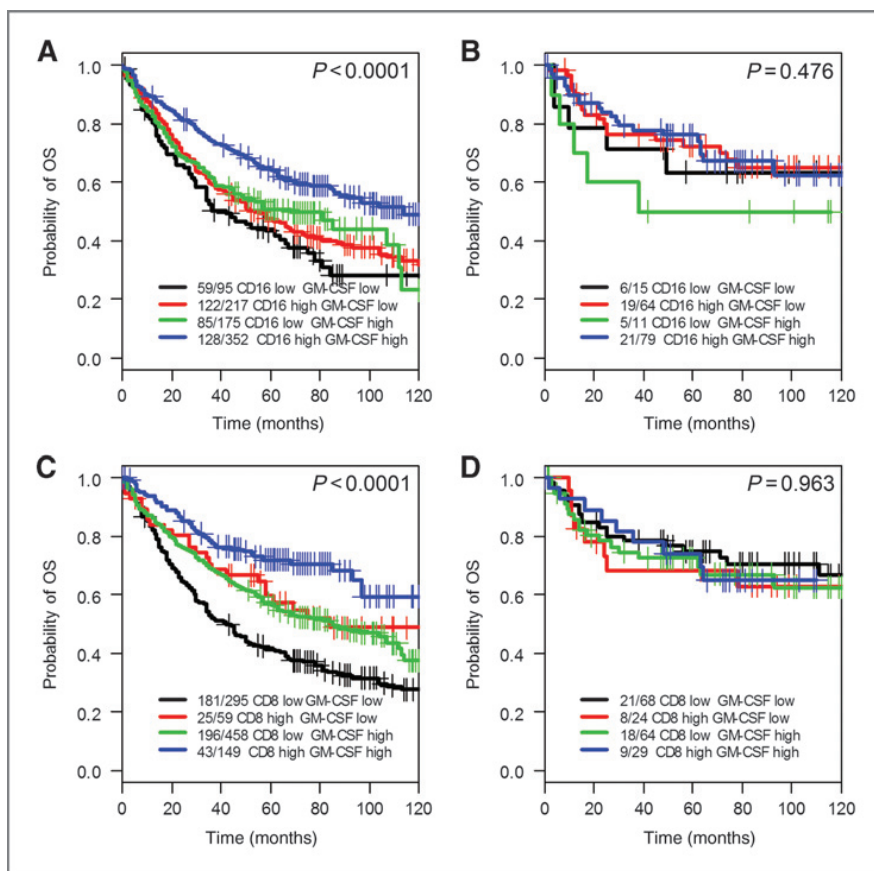 A
P < 0.0001
Probability of OS
1.0
0.8
0.6
0.4
0.2
0.0
59/95 CD16 low GM-CSF low
122/217 CD16 high GM-CSF low
85/175 CD16 low GM-CSF high
128/352 CD16 high GM-CSF high
0 20 40 60 80 100 120
Time (months)
B
P = 0.476
Probability of OS
1.0
0.8
0.6
0.4
0.2
0.0
6/15 CD16 low GM-CSF low
19/64 CD16 high GM-CSF low
5/11 CD16 low GM-CSF high
21/79 CD16 high GM-CSF high
0 20 40 60 80 100 120
Time (months)
C
P < 0.0001
Probability of OS
1.0
0.8
0.6
0.4
0.2
0.0
181/295 CD8 low GM-CSF low
25/59 CD8 high GM-CSF low
196/458 CD8 low GM-CSF high
43/149 CD8 high GM-CSF high
0 20 40 60 80 100 120
Time (months)
D
P = 0.963
Probability of OS
1.0
0.8
0.6
0.4
0.2
0.0
21/68 CD8 low GM-CSF low
8/24 CD8 high GM-CSF low
18/64 CD8 low GM-CSF high
9/29 CD8 high GM-CSF high
0 20 40 60 80 100 120
Time (months)